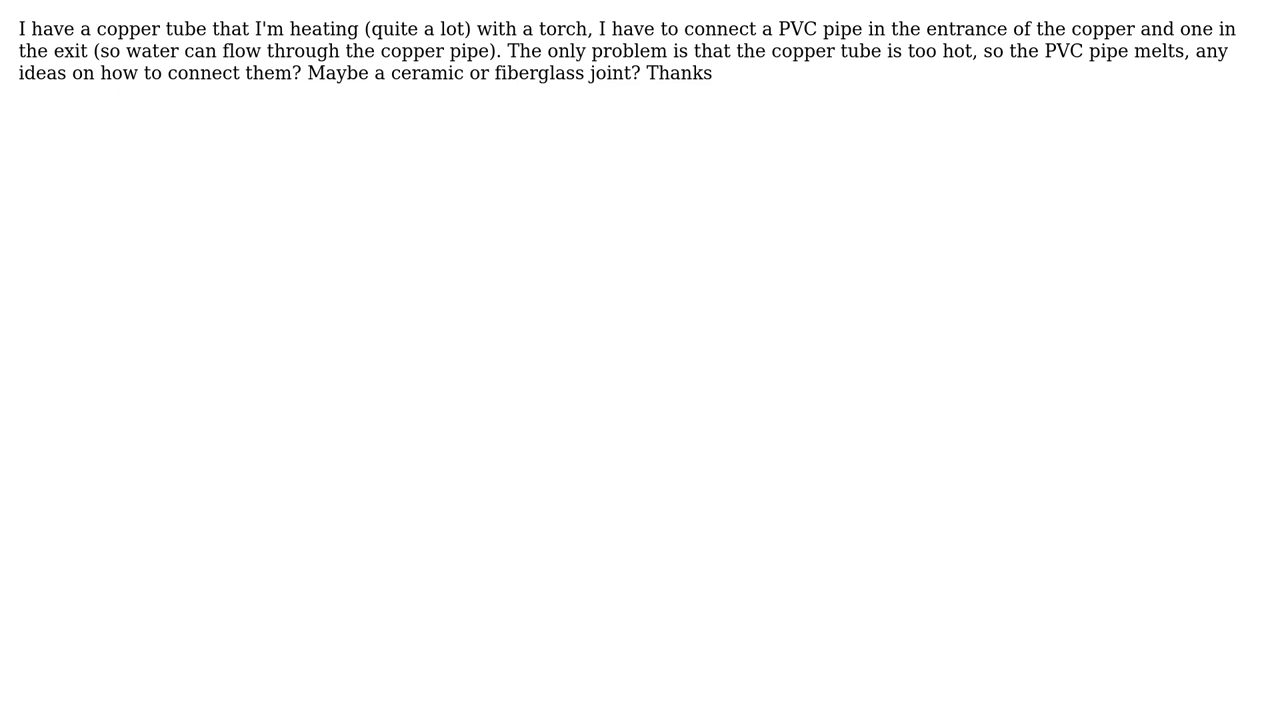 I have a copper tube that I'm heating (quite a lot) with a torch, I have to connect a PVC pipe in the entrance of the copper and one in
the exit (so water can flow through the copper pipe). The only problem is that the copper tube is too hot, so the PVC pipe melts, any
ideas on how to connect them? Maybe a ceramic or fiberglass joint? Thanks